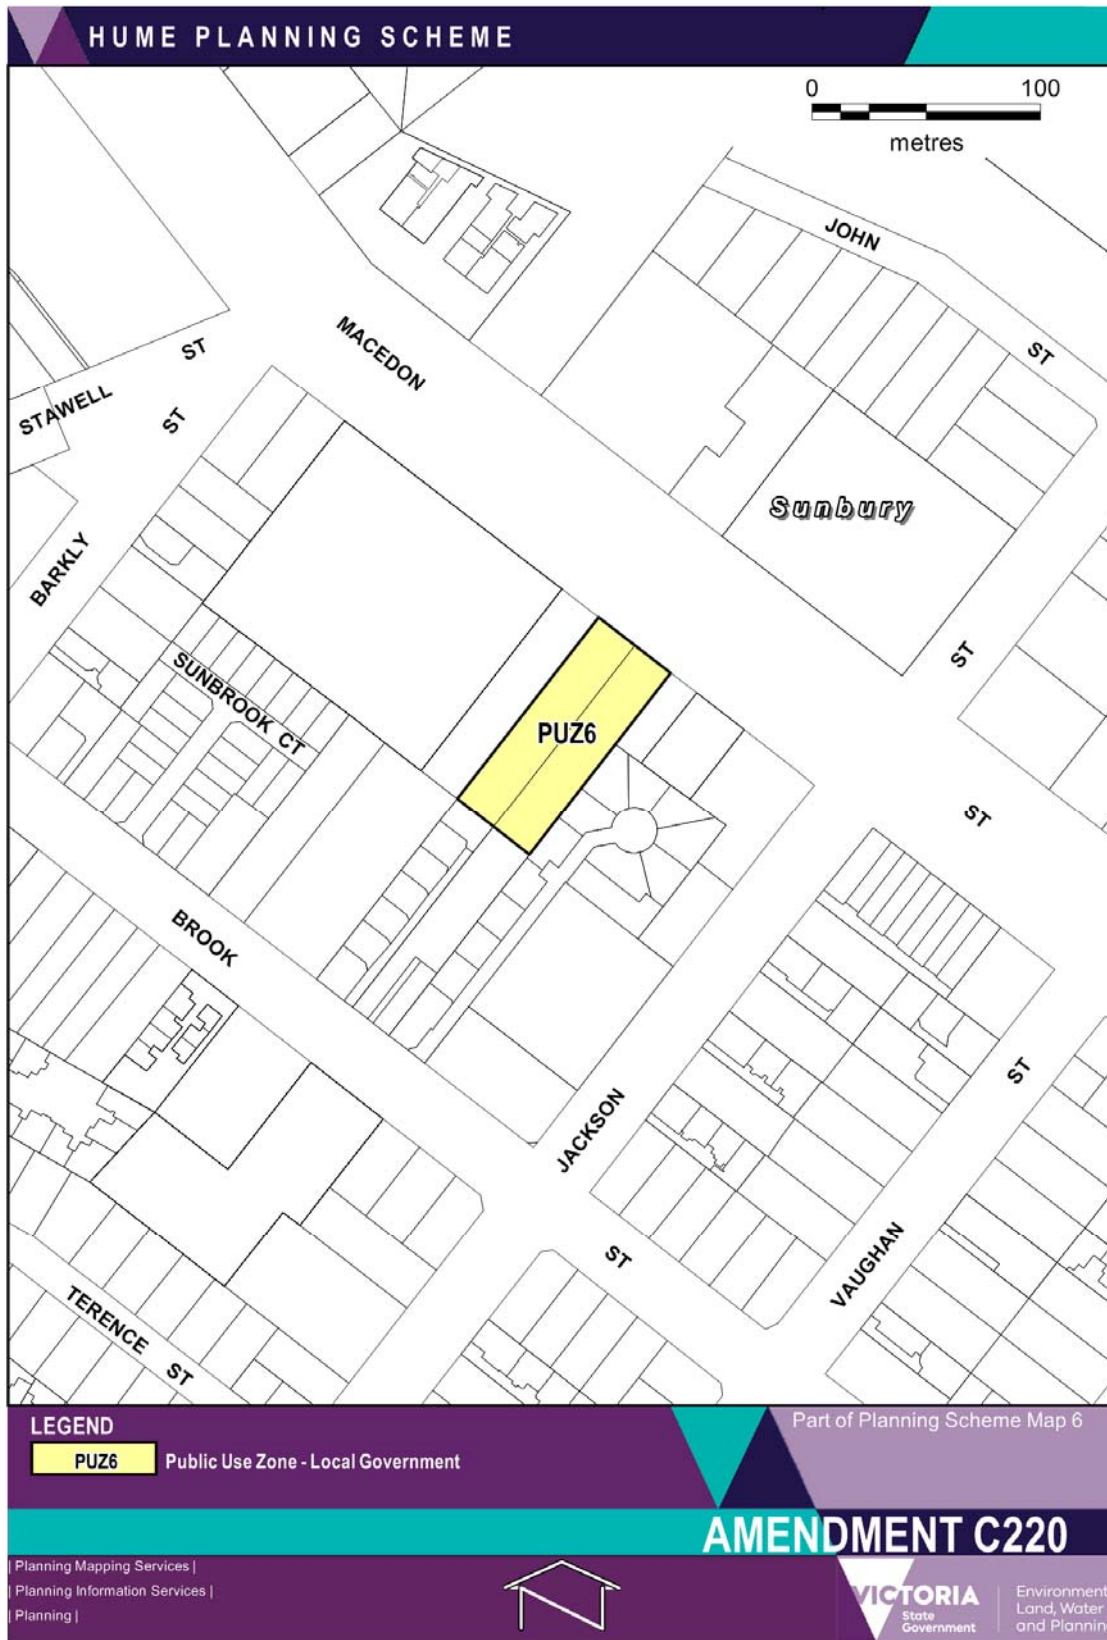 HUME PLANNING SCHEME
0 100
metres
JOHN
ST
MACEDON
ST
STAWELL
ST
Sunbury
BARKLY
ST
SUNBROOK CT
PUZ6
ST
BROOK
ST
JACKSON
ST
VAUGHAN
TERENCE
ST
LEGEND
PUZ6 Public Use Zone - Local Government
Part of Planning Scheme Map 6
AMENDMENT C220
| Planning Mapping Services |
| Planning Information Services |
| Planning |
VICTORIA
State
Government
Environment
Land, Water
and Plannin